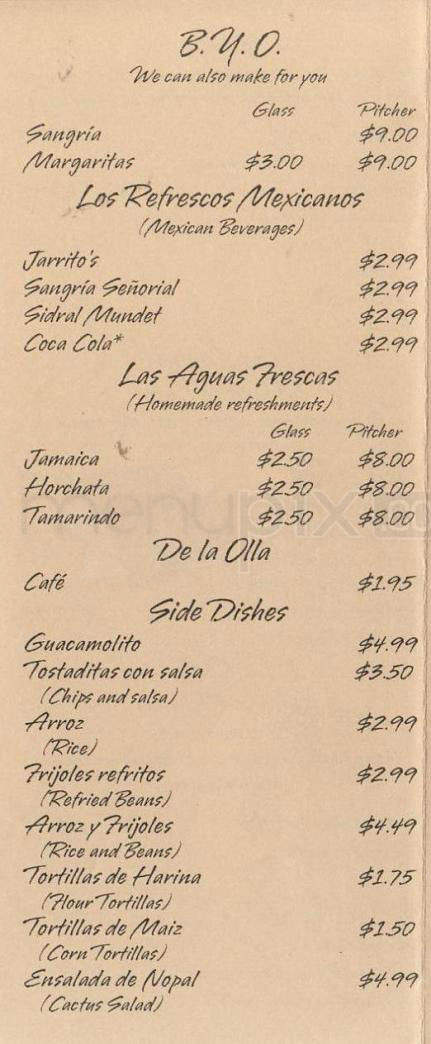 B.Y.O.
We can also make for you
Glass Pitcher
Sangría $9.00
Margaritas $3.00 $9.00
Los Refrescos Mexicanos
(Mexican Beverages)
Jarrito's $2.99
Sangría Señorial $2.99
Sidral Mundet $2.99
Coca Cola* $2.99
Las Aguas Frescas
(Homemade refreshments)
Glass Pitcher
Jamaica $2.50 $8.00
Horchata $2.50 $8.00
Tamarindo $2.50 $8.00
menupix
De la Olla
Café $1.95
Side Dishes
Guacamolito $4.99
Tostaditas con salsa $3.50
(Chips and salsa)
Arroz $2.99
(Rice)
Frijoles refritos $2.99
(Refried Beans)
Arroz y Frijoles $4.49
(Rice and Beans)
Tortillas de Harina $1.75
(Flour Tortillas)
Tortillas de Maiz $1.50
(Corn Tortillas)
Ensalada de Nopal $4.99
(Cactus Salad)